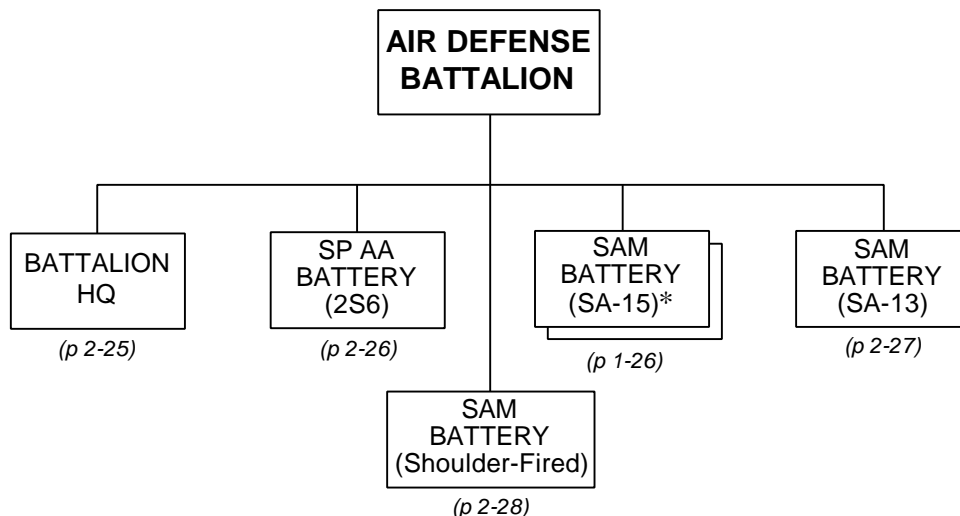 AIR DEFENSE
BATTALION
BATTALION
HQ
(p 2-25)
SP AA
BATTERY
(2S6)
(p 2-26)
SAM
BATTERY
(SA-15)*
(p 1-26)
SAM
BATTERY
(SA-13)
(p 2-27)
SAM
BATTERY
(Shoulder-Fired)
(p 2-28)